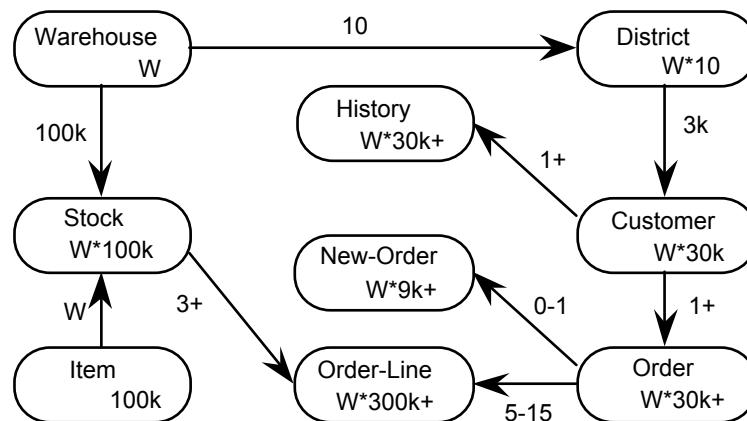 Warehouse
W
10
District
W*10
100k
History
W*30k+
1+
3k
Stock
W*100k
Customer
W*30k
New-Order
W*9k+
W
3+
0-1
1+
Item
100k
Order-Line
W*300k+
5-15
Order
W*30k+